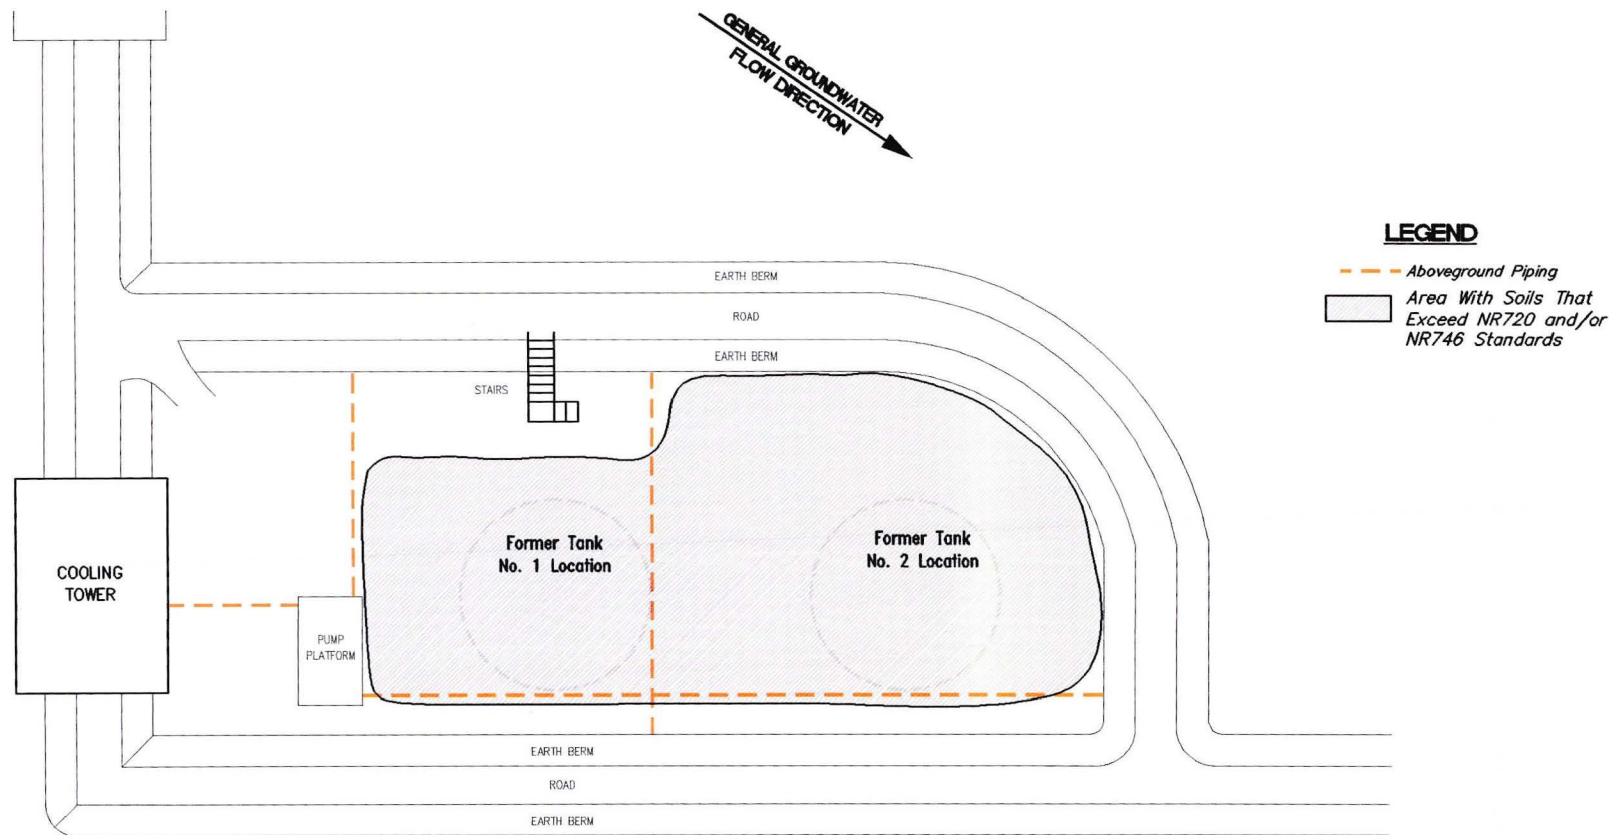 GENERAL GROUNDWATER
FLOW DIRECTION
LEGEND
Aboveground Piping
Area With Soils That
Exceed NR720 and/or
NR746 Standards
EARTH BERM
ROAD
EARTH BERM
STAIRS
Former Tank
No. 1 Location
Former Tank
No. 2 Location
COOLING
TOWER
PUMP
PLATFORM
EARTH BERM
ROAD
EARTH BERM